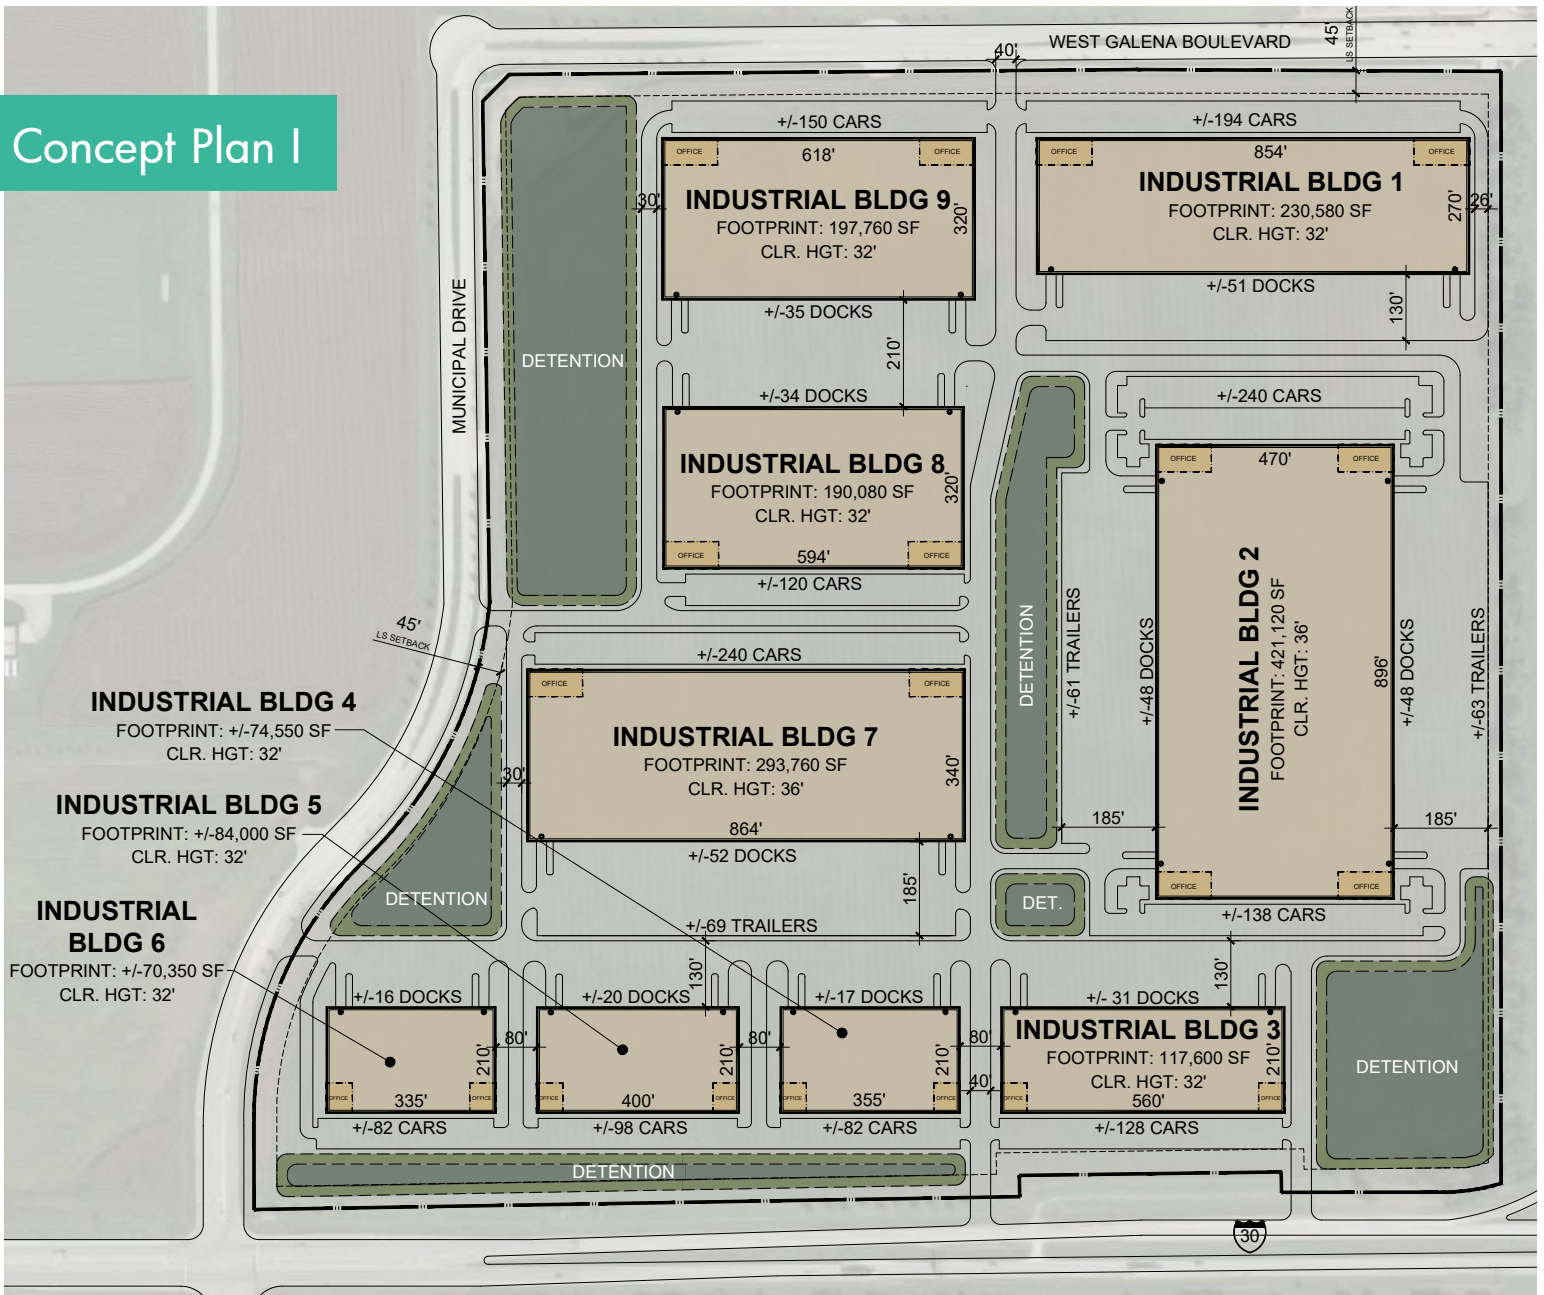 Concept Plan I
WEST GALENA BOULEVARD
45'
LS SETBACK
40'
+/-150 CARS
OFFICE
618'
OFFICE
INDUSTRIAL BLDG 9
FOOTPRINT: 197,760 SF
CLR. HGT: 32'
320'
30'
+/-35 DOCKS
+/-194 CARS
OFFICE
854'
OFFICE
INDUSTRIAL BLDG 1
FOOTPRINT: 230,580 SF
CLR. HGT: 32'
270'
26'
+/-51 DOCKS
130'
MUNICIPAL DRIVE
DETENTION
210'
+/-34 DOCKS
INDUSTRIAL BLDG 8
FOOTPRINT: 190,080 SF
CLR. HGT: 32'
320'
OFFICE
594'
OFFICE
+/-120 CARS
+/-240 CARS
OFFICE
470'
OFFICE
DETENTION
+/-61 TRAILERS
+/-48 DOCKS
INDUSTRIAL BLDG 2
FOOTPRINT: 421,120 SF
CLR. HGT: 36'
896'
+/-48 DOCKS
+/-63 TRAILERS
185'
185'
OFFICE
OFFICE
+/-138 CARS
45'
LS SETBACK
+/-240 CARS
OFFICE
OFFICE
INDUSTRIAL BLDG 7
FOOTPRINT: 293,760 SF
CLR. HGT: 36'
340'
30'
864'
+/-52 DOCKS
185'
+/-69 TRAILERS
DET.
INDUSTRIAL BLDG 4
FOOTPRINT: +/-74,550 SF
CLR. HGT: 32'
INDUSTRIAL BLDG 5
FOOTPRINT: +/-84,000 SF
CLR. HGT: 32'
INDUSTRIAL
BLDG 6
FOOTPRINT: +/-70,350 SF
CLR. HGT: 32'
DETENTION
130'
130'
+/-16 DOCKS
210'
OFFICE
335'
OFFICE
+/-82 CARS
80'
+/-20 DOCKS
210'
OFFICE
400'
OFFICE
+/-98 CARS
80'
+/-17 DOCKS
210'
OFFICE
355'
OFFICE
+/-82 CARS
80'
40'
+/- 31 DOCKS
INDUSTRIAL BLDG 3
FOOTPRINT: 117,600 SF
CLR. HGT: 32'
210'
OFFICE
560'
OFFICE
+/-128 CARS
DETENTION
DETENTION
30